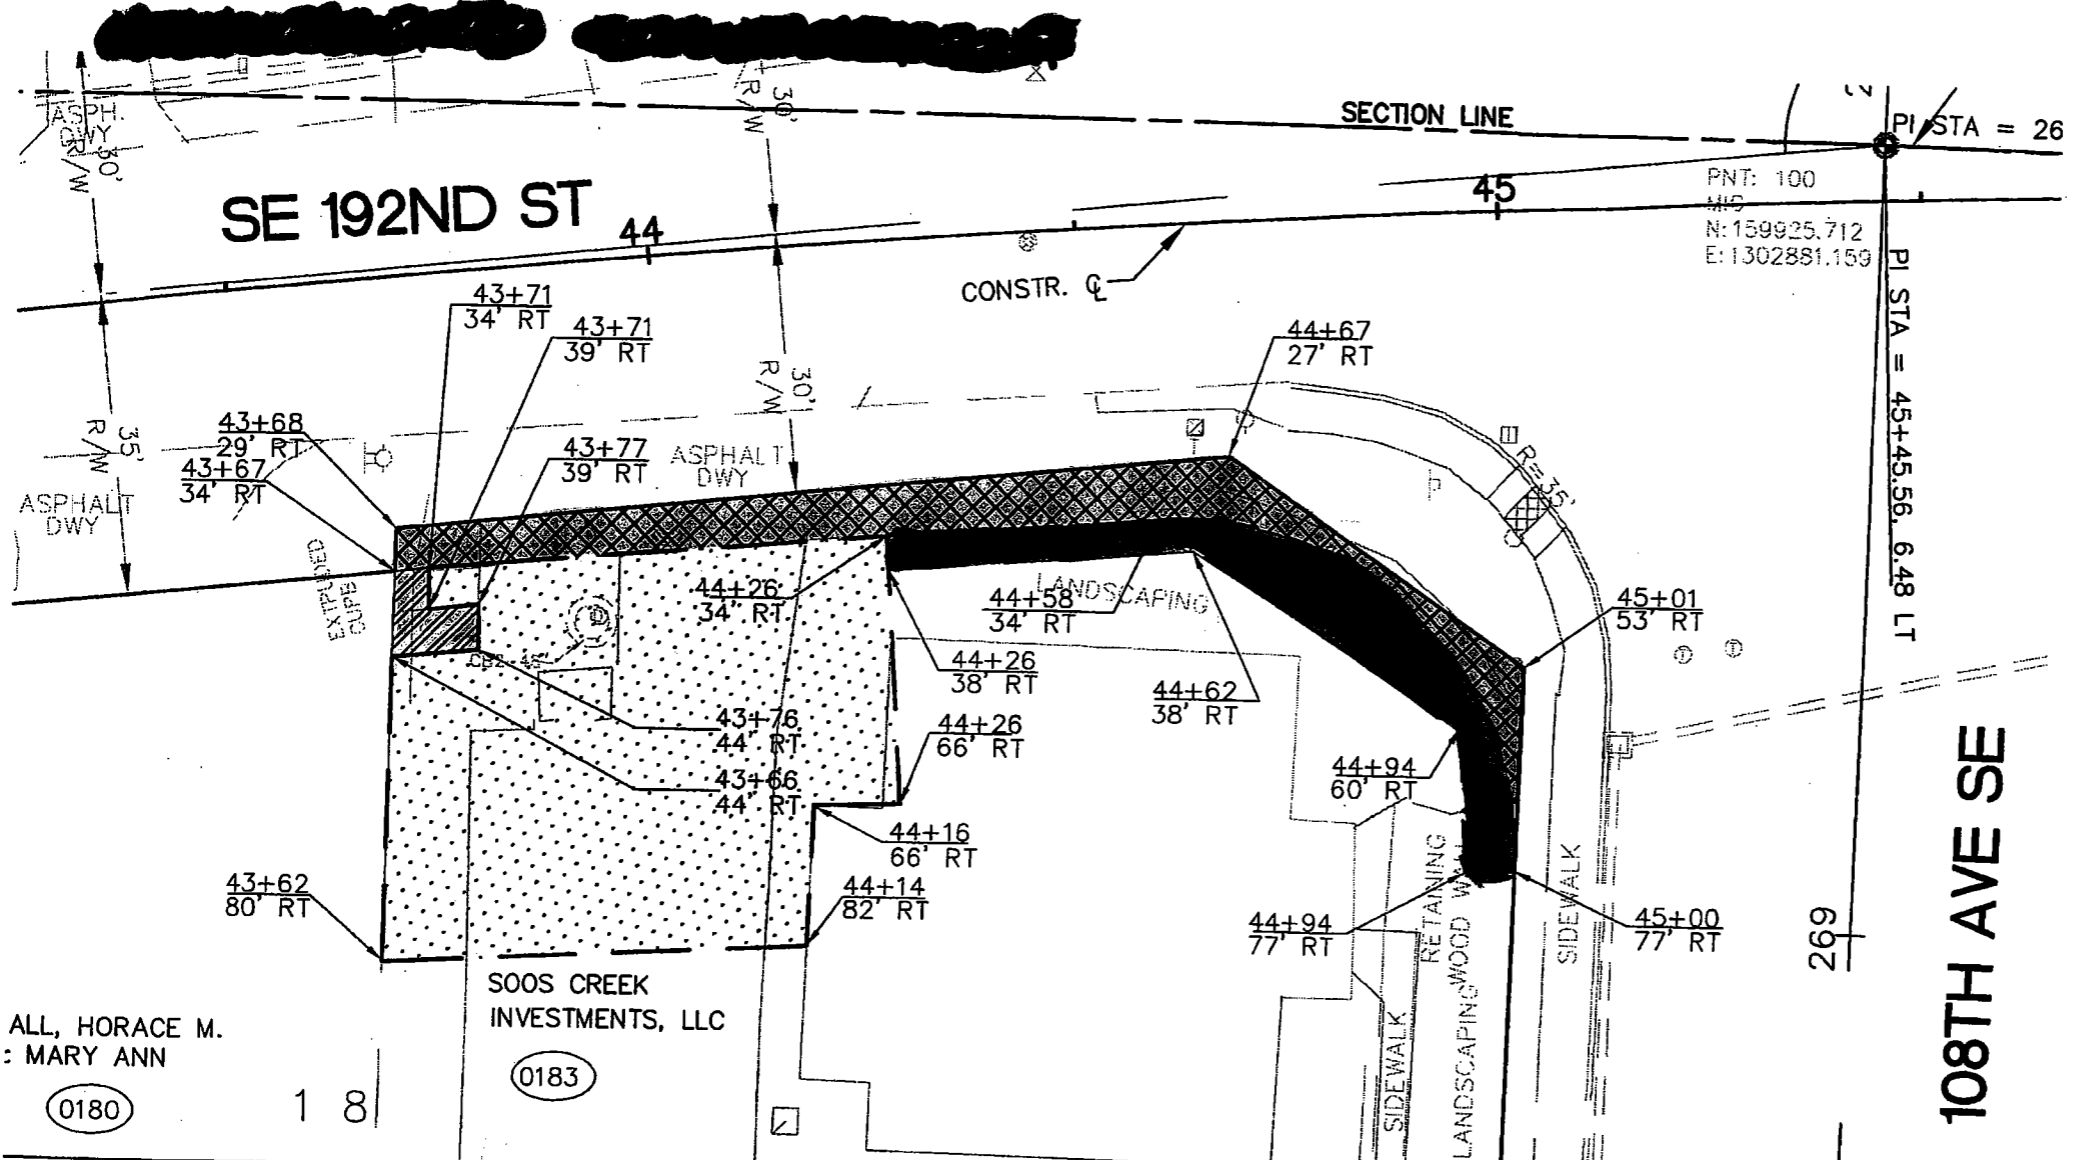 SECTION LINE
PI STA = 26
ASPH.
DWY
30'
R/W
30'
R/W
SE 192ND ST
44
45
PNT: 100
N: 159925.712
E: 1302881.159
CONSTR. ℄
PI STA = 45+45.56, 6.48 LT
43+71
34' RT
43+71
39' RT
44+67
27' RT
35'
R/W
30'
R/W
43+68
29' RT
43+67
34' RT
43+77
39' RT
ASPHALT
DWY
ASPHALT
DWY
R=35'
44+26
34' RT
LANDSCAPING
44+58
34' RT
45+01
53' RT
44+26
38' RT
44+62
38' RT
43+76
44' RT
44+26
66' RT
43+66
44' RT
44+94
60' RT
44+16
66' RT
43+62
80' RT
44+14
82' RT
44+94
77' RT
45+00
77' RT
RETAINING
WOOD
SIDEWALK
SIDEWALK
LANDSCAPING
269
108TH AVE SE
SOOS CREEK
INVESTMENTS, LLC
0183
ALL, HORACE M.
: MARY ANN
0180
1 8